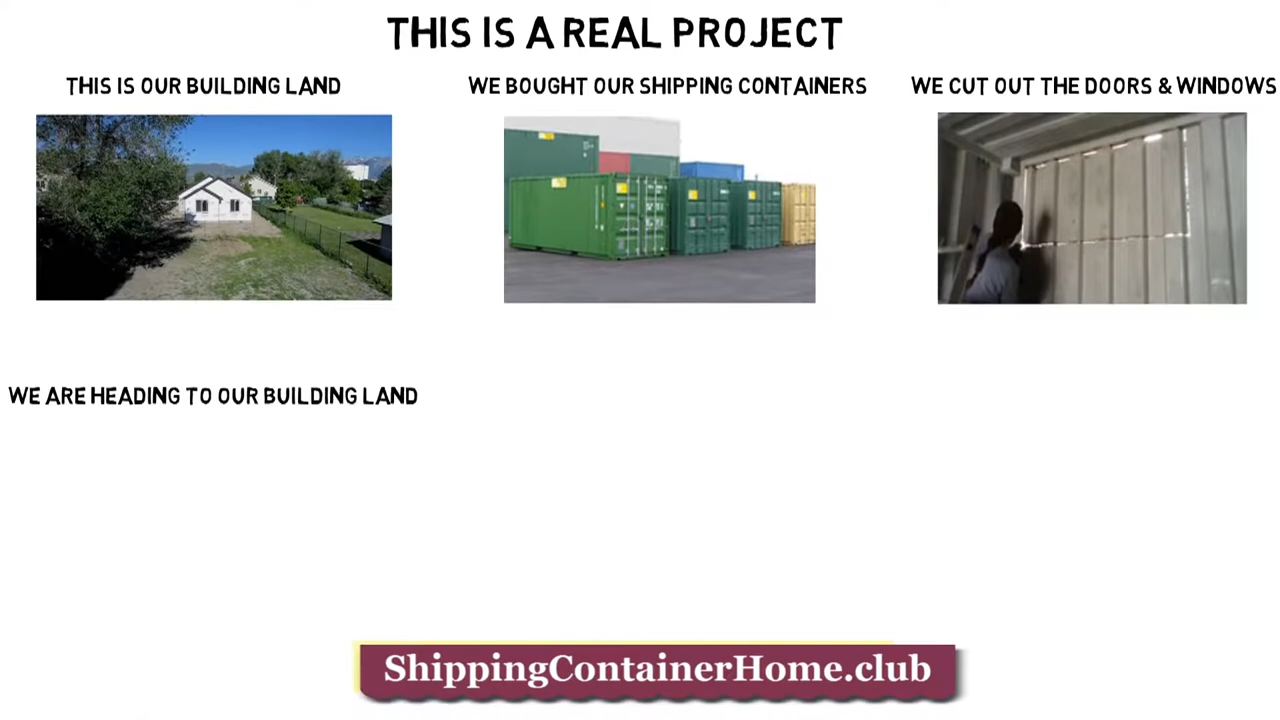 THIS IS A REAL PROJECT
THIS IS OUR BUILDING LAND
WE BOUGHT OUR SHIPPING CONTAINERS
WE CUT OUT THE DOORS & WINDOWS
WE ARE HEADING TO OUR BUILDING LAND
ShippingContainerHome.club